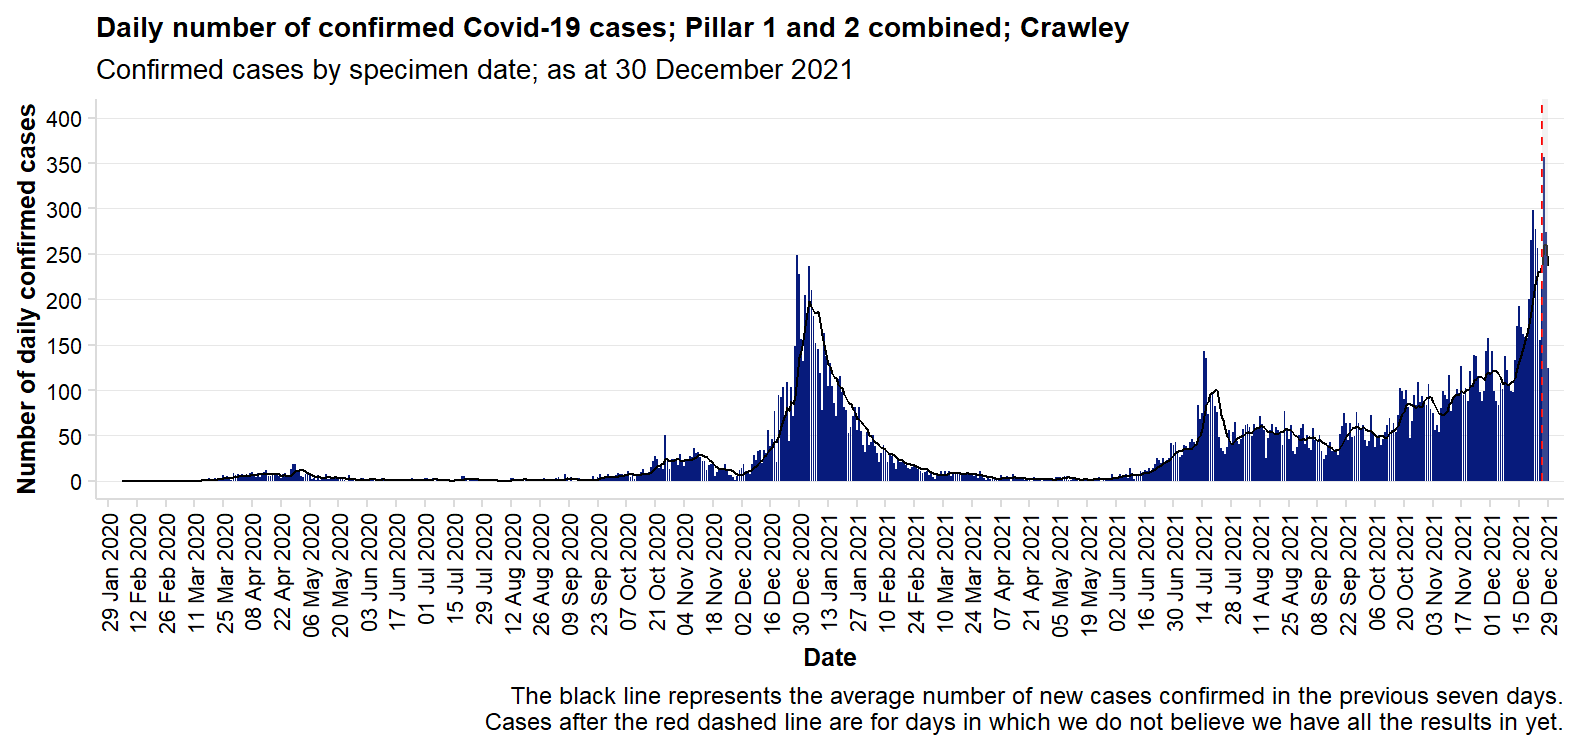 Daily number of confirmed Covid-19 cases; Pillar 1 and 2 combined; Crawley
Confirmed cases by specimen date; as at 30 December 2021
Number of daily confirmed cases
400
350
300
250
200
150
100
50
0
29 Jan 2020
12 Feb 2020
26 Feb 2020
11 Mar 2020
25 Mar 2020
08 Apr 2020
22 Apr 2020
06 May 2020
20 May 2020
03 Jun 2020
17 Jun 2020
01 Jul 2020
15 Jul 2020
29 Jul 2020
12 Aug 2020
26 Aug 2020
09 Sep 2020
23 Sep 2020
07 Oct 2020
21 Oct 2020
04 Nov 2020
18 Nov 2020
02 Dec 2020
16 Dec 2020
30 Dec 2020
13 Jan 2021
27 Jan 2021
10 Feb 2021
24 Feb 2021
10 Mar 2021
24 Mar 2021
07 Apr 2021
21 Apr 2021
05 May 2021
19 May 2021
02 Jun 2021
16 Jun 2021
30 Jun 2021
14 Jul 2021
28 Jul 2021
11 Aug 2021
25 Aug 2021
08 Sep 2021
22 Sep 2021
06 Oct 2021
20 Oct 2021
03 Nov 2021
17 Nov 2021
01 Dec 2021
15 Dec 2021
29 Dec 2021
Date
The black line represents the average number of new cases confirmed in the previous seven days.
Cases after the red dashed line are for days in which we do not believe we have all the results in yet.